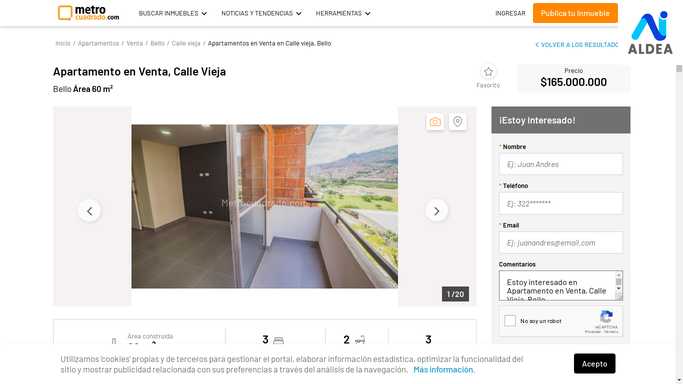 metro
cuadrado.com
BUSCAR INMUEBLES
NOTICIAS Y TENDENCIAS
HERRAMIENTAS
INGRESAR
Publica tu Inmueble
AI
ALDEA
Inicio / Apartamentos / Venta / Bello / Calle vieja / Apartamentos en Venta en Calle vieja, Bello
< VOLVER A LOS RESULTADO
Apartamento en Venta, Calle Vieja
Bello Área 60 m²
Favorito
Precio
$165.000.000
Metrocuadrado.com
1 / 20
¡Estoy Interesado!
* Nombre
Ej: Juan Andres
* Teléfono
Ej: 322*******
* Email
Ej: juanandres@email.com
Comentarios
Estoy interesado en
Apartamento en Venta, Calle
Vieja, Bello
No soy un robot
reCAPTCHA
Privacidad - Términos
Área construida
3
2
3
Utilizamos 'cookies' propias y de terceros para gestionar el portal, elaborar información estadística, optimizar la funcionalidad del
sitio y mostrar publicidad relacionada con sus preferencias a través del análisis de la navegación. Más información.
Acepto